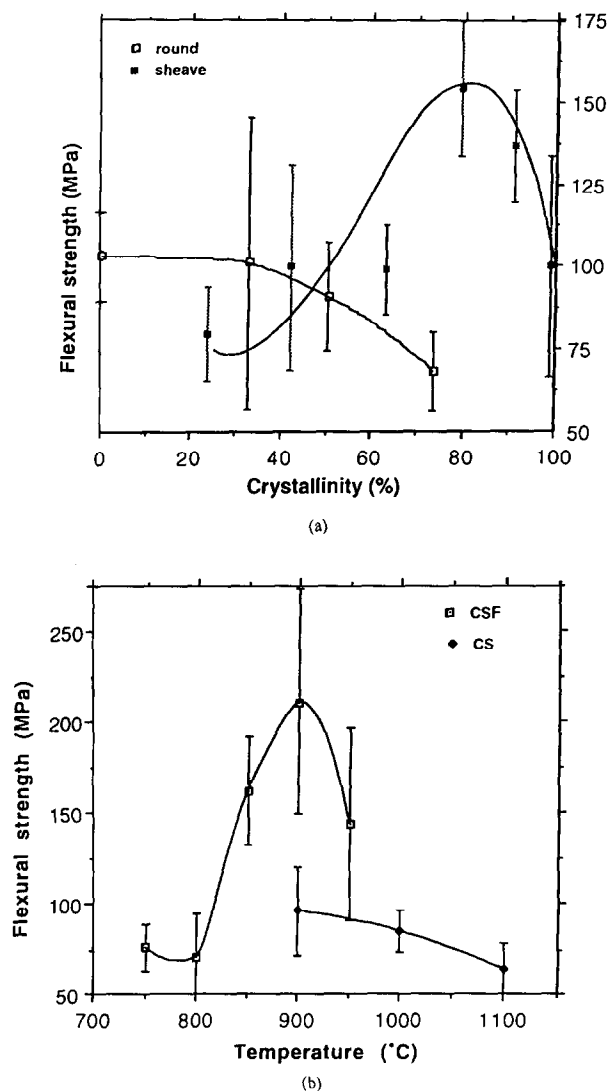 round
sheave
175
150
125
100
75
50
Flexural strength (MPa)
0 20 40 60 80 100
Crystallinity (%)
(a)
CSF
CS
250
200
150
100
50
Flexural strength (MPa)
700 800 900 1000 1100
Temperature (°C)
(b)